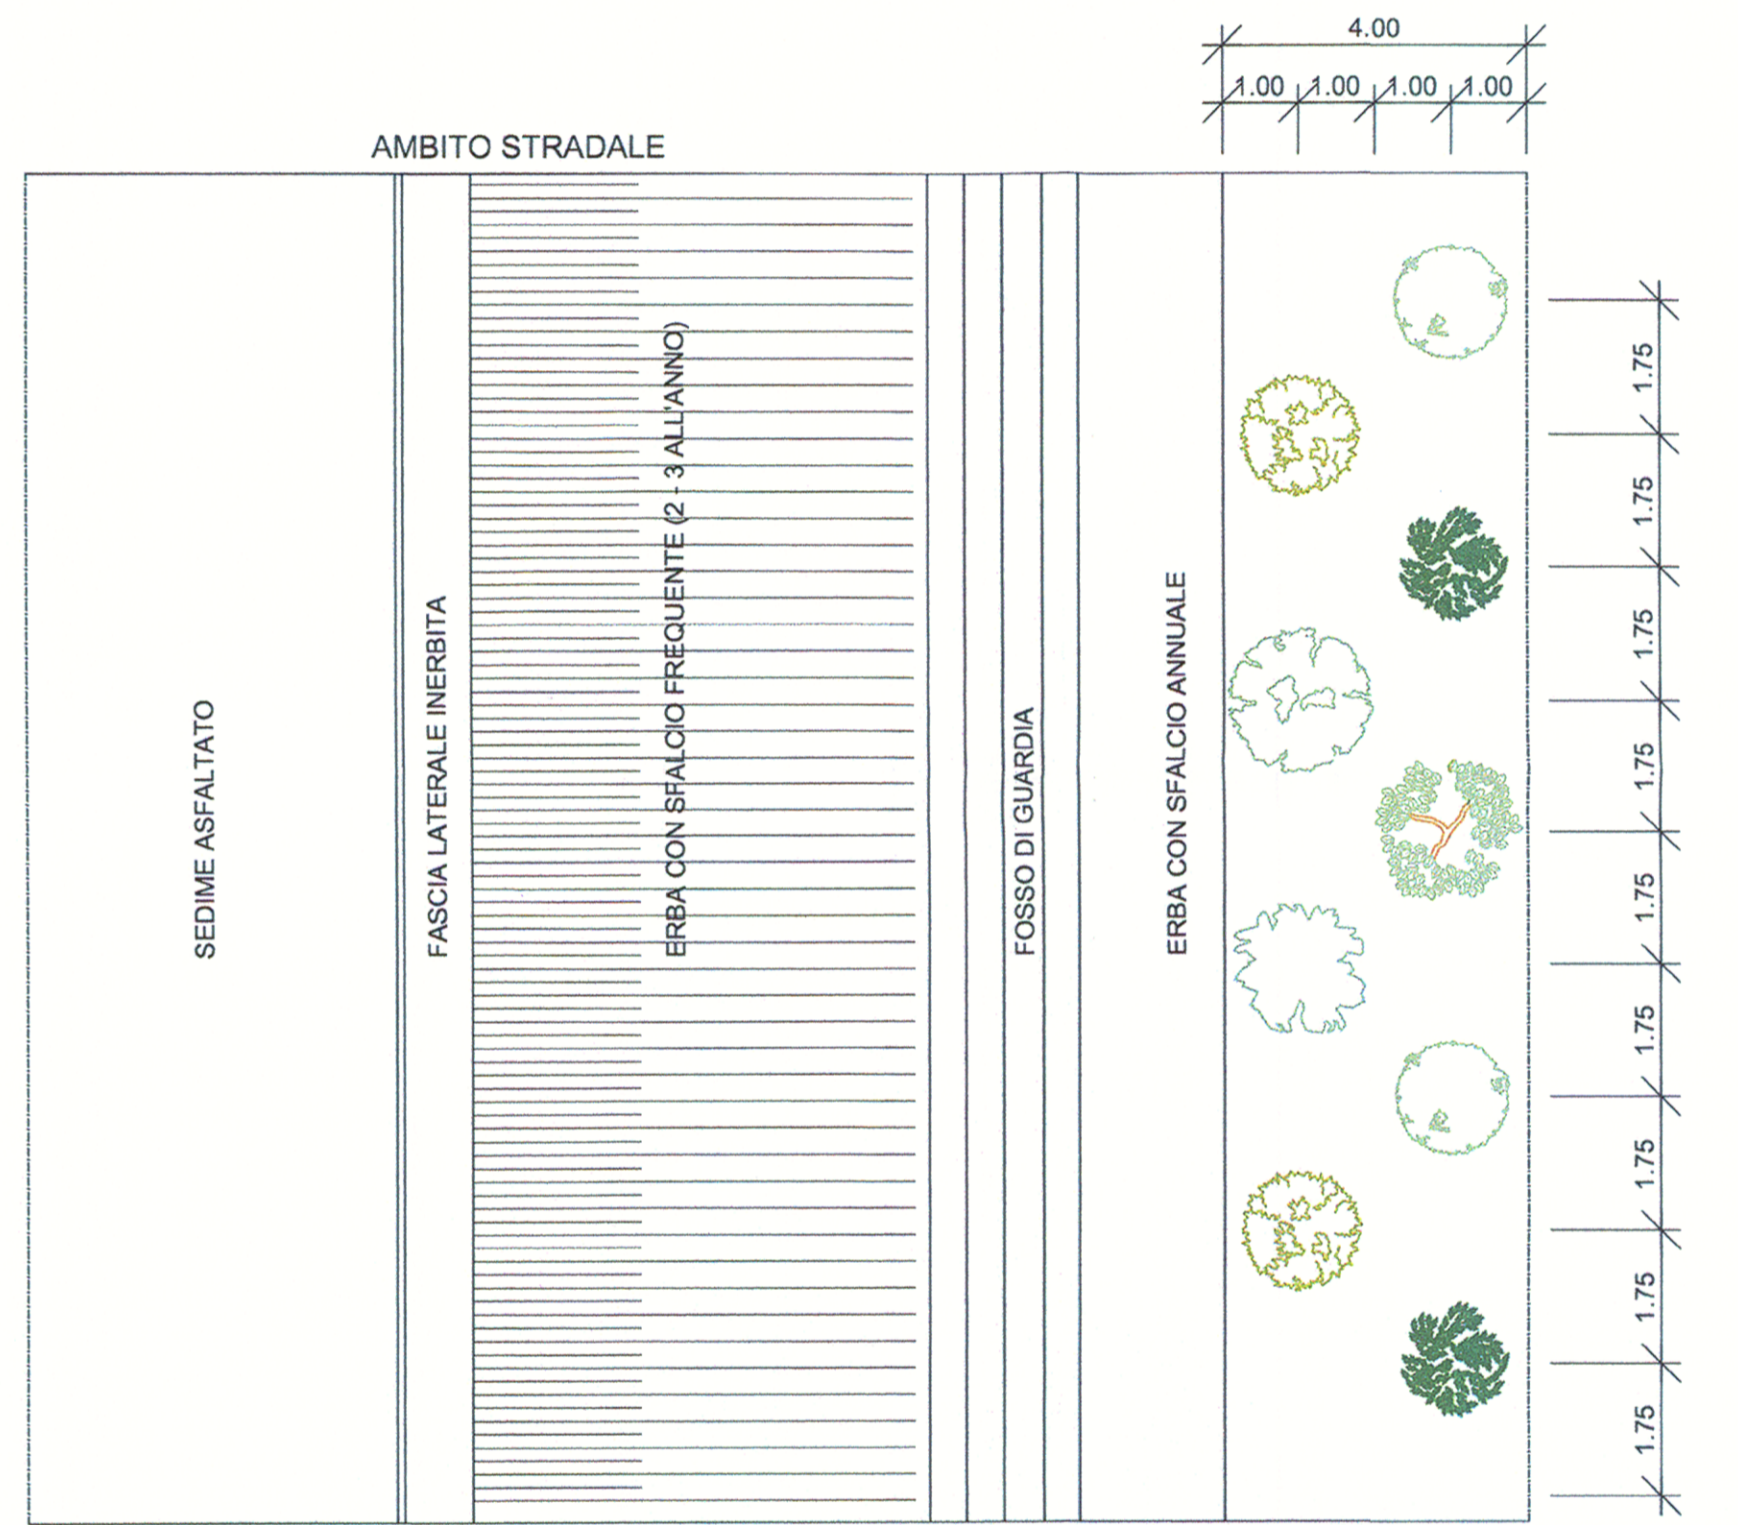 4.00
1.00 1.00 1.00 1.00
AMBITO STRADALE
SEDIME ASFALTATO
FASCIA LATERALE INERBITA
ERBA CON SFALCIO FREQUENTE (2 - 3 ALL'ANNO)
FOSSO DI GUARDIA
ERBA CON SFALCIO ANNUALE
1.75
1.75
1.75
1.75
1.75
1.75
1.75
1.75
1.75